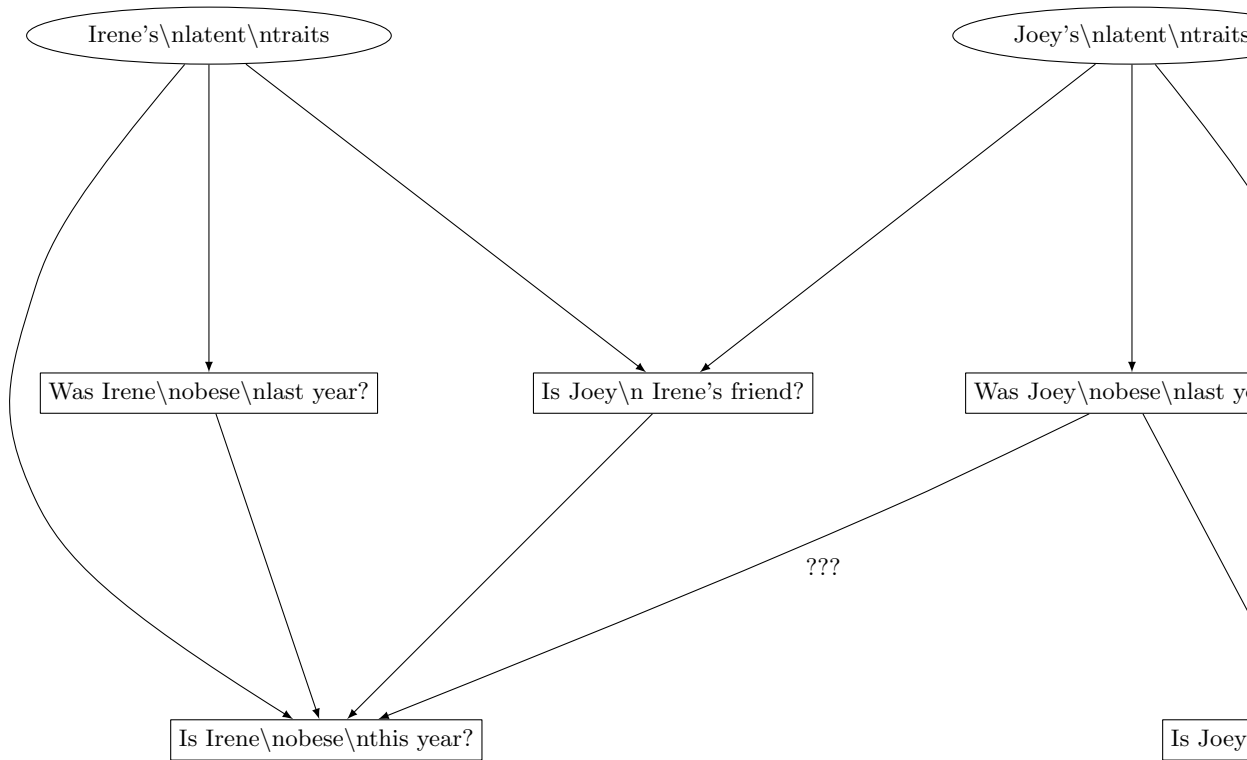 Irene's\nlatent\ntraits
Joey's\nlatent\ntraits
Was Irene\nobese\nlast year?
Is Joey\n Irene's friend?
Was Joey\nobese\nlast ye
???
Is Irene\nobese\nthis year?
Is Joey